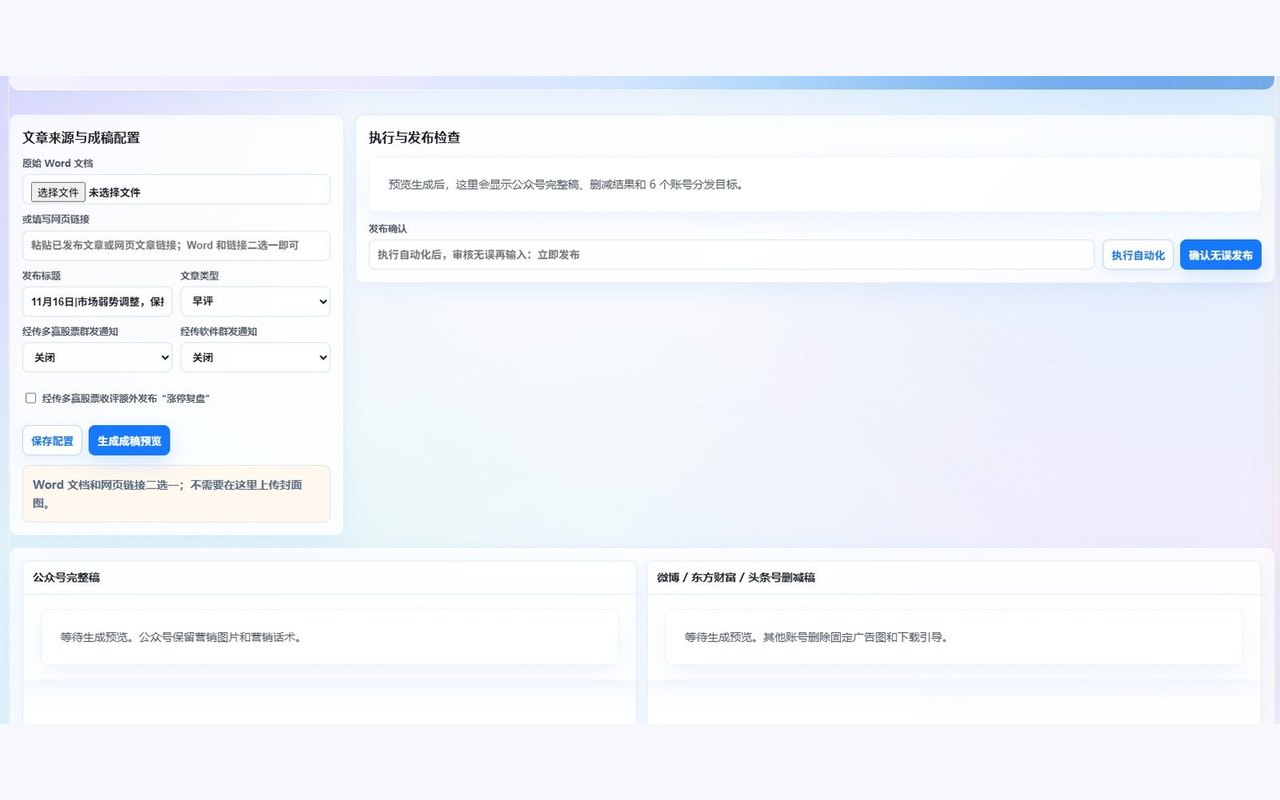 文章来源与成稿配置
原始 Word 文档
选择文件 未选择文件
或填写网页链接
粘贴已发布文章或网页文章链接；Word 和链接二选一即可
发布标题 文章类型
11月16日|市场弱势调整，保持 早评
经传多赢股票群发通知 经传软件群发通知
关闭 关闭
经传多赢股票收评额外发布“涨停复盘”
保存配置 生成成稿预览
Word 文档和网页链接二选一；不需要在这里上传封面
图。
执行与发布检查
预览生成后，这里会显示公众号完整稿、删减结果和 6 个账号分发目标。
发布确认
执行自动化后，审核无误再输入：立即发布 执行自动化 确认无误发布
公众号完整稿
等待生成预览。公众号保留营销图片和营销话术。
微博 / 东方财富 / 头条号删减稿
等待生成预览。其他账号删除固定广告图和下载引导。